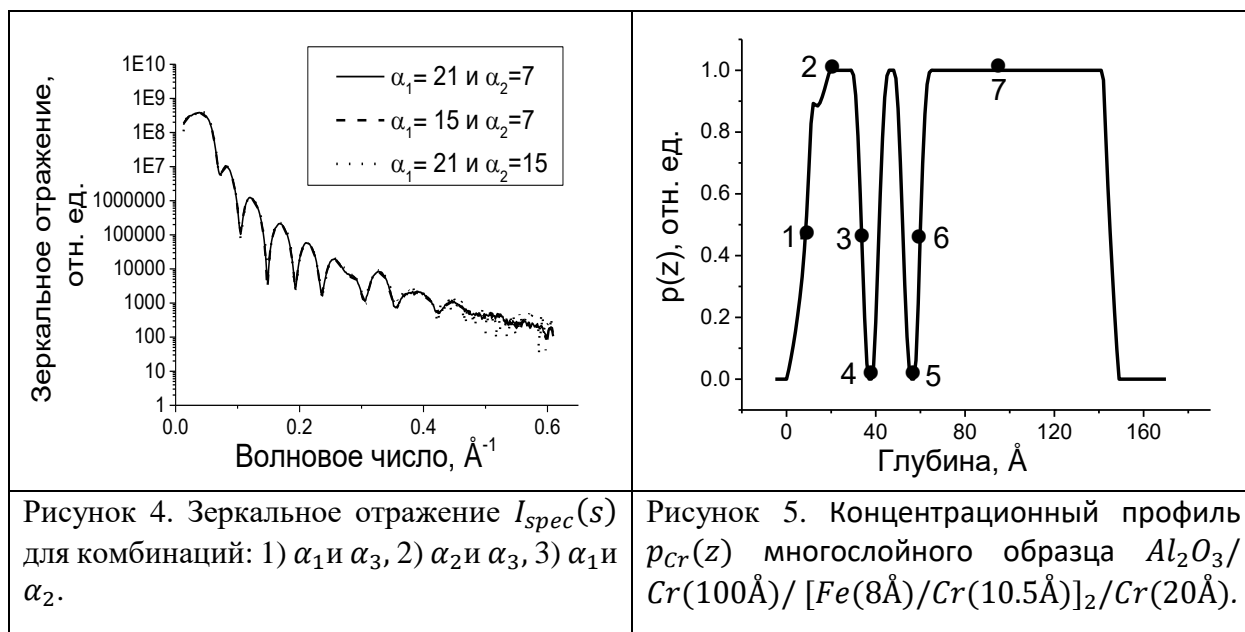 Зеркальное отражение,
отн. ед.
1E10
1E9
1E8
1E7
1000000
100000
10000
1000
100
10
1
0.0
0.2
0.4
0.6
Волновое число, Å⁻¹
α₁= 21 и α₂=7
α₁= 15 и α₂=7
α₁= 21 и α₂=15
p(z), отн. ед.
1.0
0.8
0.6
0.4
0.2
0.0
0
40
80
120
160
Глубина, Å
1
2
3
4
5
6
7
Рисунок 4. Зеркальное отражение I_spec(s)
для комбинаций: 1) α₁и α₃, 2) α₂и α₃, 3) α₁и
α₂.
Рисунок 5. Концентрационный профиль
p_Cr(z) многослойного образца Al₂O₃/
Cr(100Å)/ [Fe(8Å)/Cr(10.5Å)]₂/Cr(20Å).